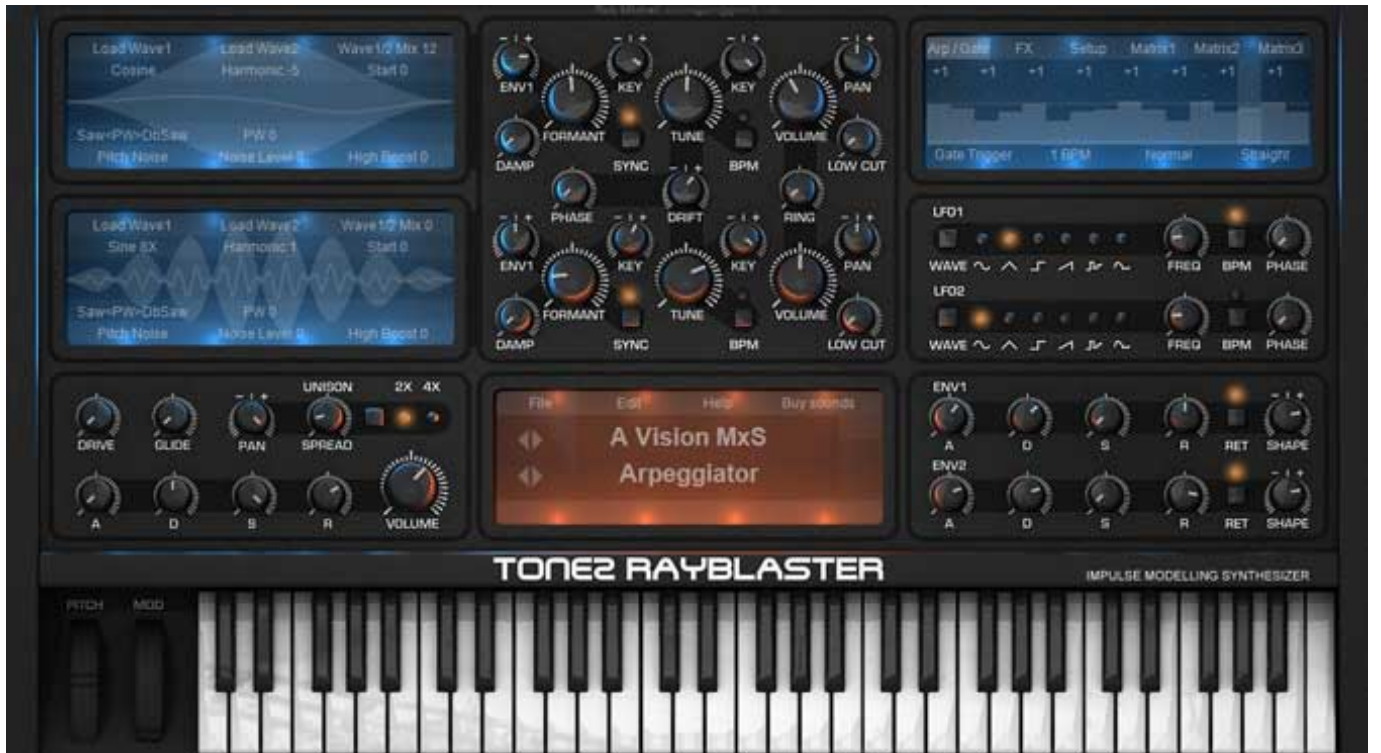 Load Wave1 Load Wave2 Wave1/2 Mix 12
Cosine Harmonic -5 Start 0
Saw<PW>DbSaw PW 0
Pitch Noise Noise Level 0 High Boost 0
Load Wave1 Load Wave2 Wave1/2 Mix 0
Sine 8X Harmonic 1 Start 0
Saw<PW>DbSaw PW 0
Pitch Noise Noise Level 0 High Boost 0
ENV1 KEY KEY PAN
FORMANT TUNE VOLUME
DAMP SYNC BPM LOW CUT
PHASE DRIFT RING
ENV1 KEY KEY PAN
FORMANT TUNE VOLUME
DAMP SYNC BPM LOW CUT
Arp / Gate FX Setup Matrix1 Matrix2 Matrix3
+1 +1 +1 +1 +1 +1 +1 +1
Gate Trigger 1 BPM Normal Straight
LFO1
WAVE FREQ BPM PHASE
LFO2
WAVE FREQ BPM PHASE
UNISON 2X 4X
DRIVE GLIDE PAN SPREAD
A D S R VOLUME
File Edit Help Buy sounds
A Vision MxS
Arpeggiator
ENV1
A D S R RET SHAPE
ENV2
A D S R RET SHAPE
TONE2 RAYBLASTER
IMPULSE MODELLING SYNTHESIZER
PITCH MOD